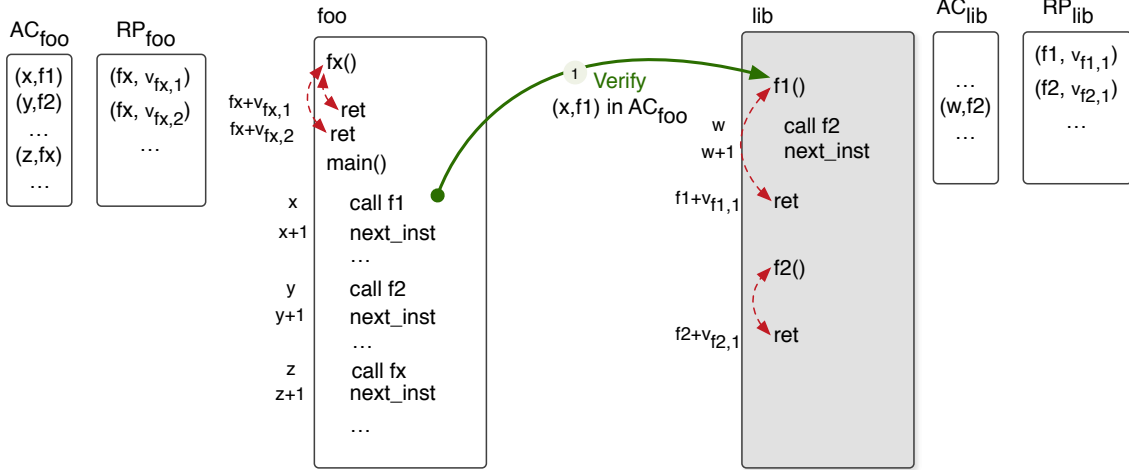 AC_foo
RP_foo
(x,f1)
(y,f2)
…
(z,fx)
…
(fx, v_fx,1)
(fx, v_fx,2)
…
foo
fx()
fx+v_fx,1
ret
fx+v_fx,2
ret
main()
x
call f1
x+1
next_inst
…
y
call f2
y+1
next_inst
…
z
call fx
z+1
next_inst
…
1
Verify
(x,f1) in AC_foo
lib
f1()
w
call f2
w+1
next_inst
f1+v_f1,1
ret
f2()
f2+v_f2,1
ret
AC_lib
RP_lib
…
(w,f2)
…
(f1, v_f1,1)
(f2, v_f2,1)
…